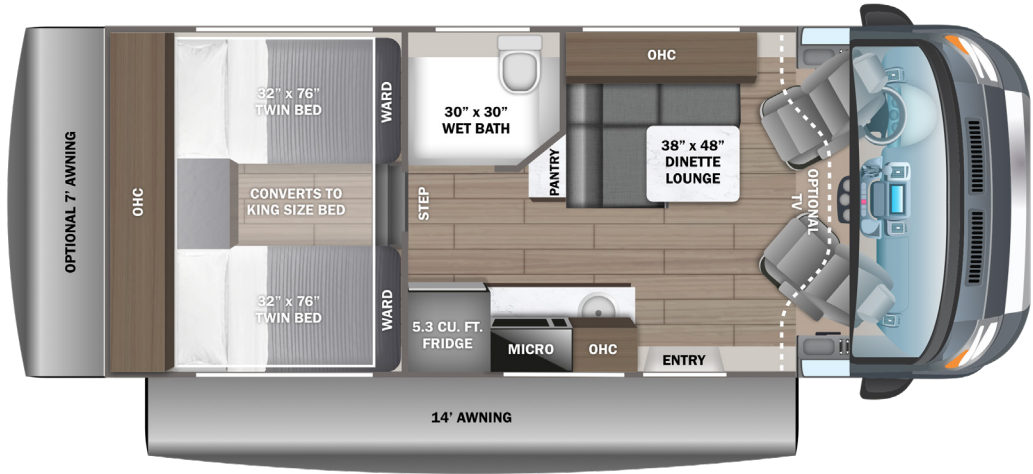 OPTIONAL 7' AWNING
OHC
32" x 76"
TWIN BED
WARD
CONVERTS TO
KING SIZE BED
32" x 76"
TWIN BED
WARD
STEP
30" x 30"
WET BATH
PANTRY
OHC
38" x 48"
DINETTE
LOUNGE
OPTIONAL
TV
5.3 CU. FT.
FRIDGE
MICRO
OHC
ENTRY
14' AWNING